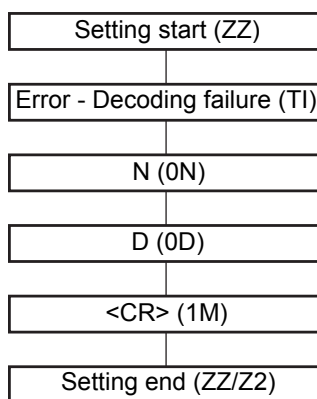 Setting start (ZZ)
Error - Decoding failure (TI)
N (0N)
D (0D)
<CR> (1M)
Setting end (ZZ/Z2)